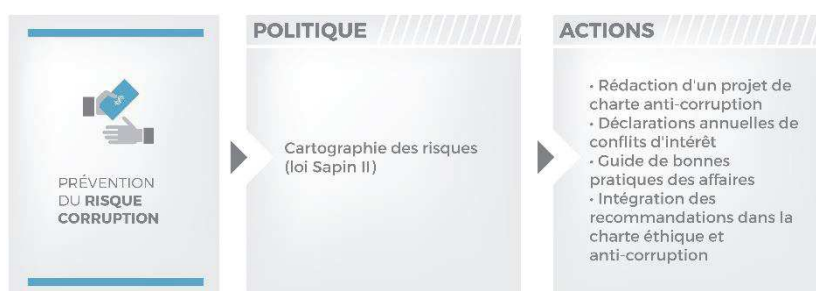 PRÉVENTION
DU RISQUE
CORRUPTION
POLITIQUE
Cartographie des risques
(loi Sapin II)
ACTIONS
• Rédaction d'un projet de
charte anti-corruption
• Déclarations annuelles de
conflits d'intérêt
• Guide de bonnes
pratiques des affaires
• Intégration des
recommandations dans la
charte éthique et
anti-corruption